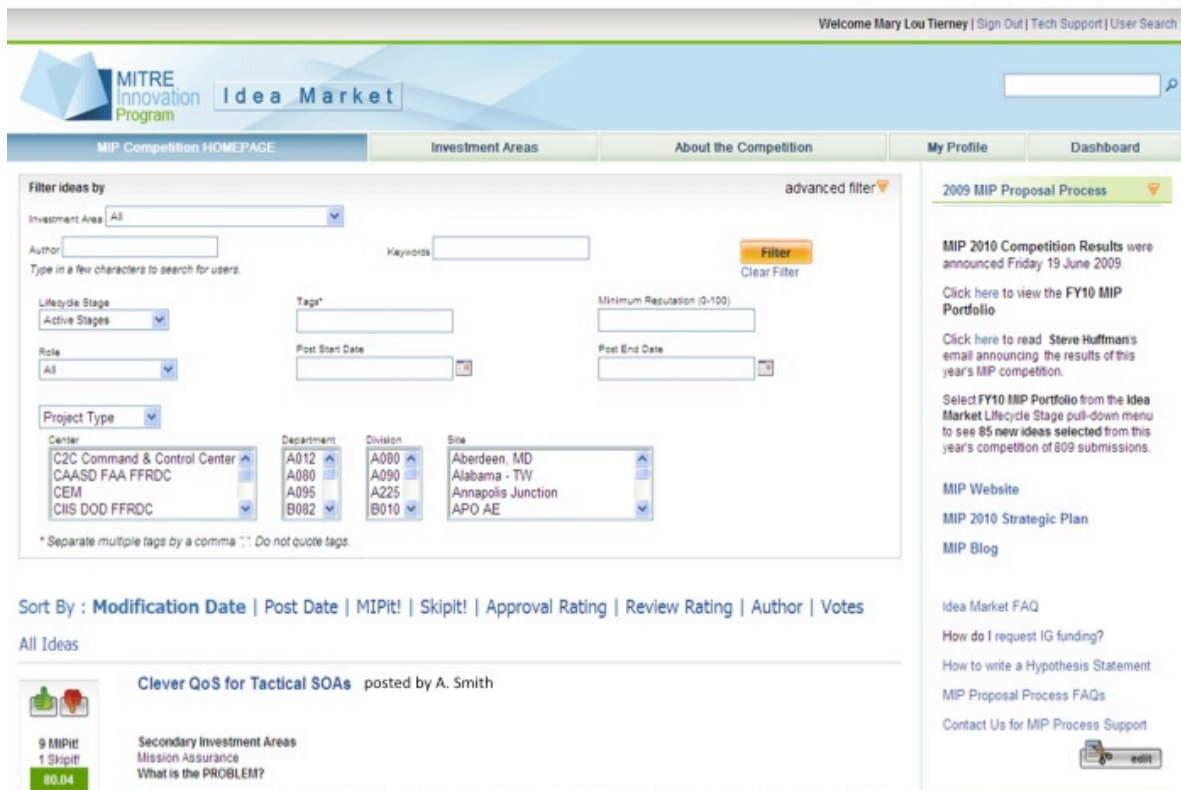 Welcome Mary Lou Tierney | Sign Out | Tech Support | User Search
MITRE
Innovation
Program
Idea Market
MIP Competition HOMEPAGE
Investment Areas
About the Competition
My Profile
Dashboard
Filter ideas by
advanced filter
Investment Area All
Author
Keywords
Filter
Type in a few characters to search for users.
Clear Filter
Lifecycle Stage
Tags*
Minimum Reputation (0-100)
Active Stages
Role
Post Start Date
Post End Date
All
Project Type
Center
Department
Division
Site
C2C Command & Control Center
CAASD FAA FFRDC
CEM
CIIS DOD FFRDC
A012
A080
A095
B082
A080
A090
A225
B010
Aberdeen, MD
Alabama - TW
Annapolis Junction
APO AE
* Separate multiple tags by a comma ",". Do not quote tags.
Sort By : Modification Date | Post Date | MIPit! | Skipit! | Approval Rating | Review Rating | Author | Votes
All Ideas
Clever QoS for Tactical SOAs posted by A. Smith
9 MIPit!
1 Skipit!
80.04
Secondary Investment Areas
Mission Assurance
What is the PROBLEM?
2009 MIP Proposal Process
MIP 2010 Competition Results were
announced Friday 19 June 2009.
Click here to view the FY10 MIP
Portfolio
Click here to read Steve Huffman's
email announcing the results of this
year's MIP competition.
Select FY10 MIP Portfolio from the Idea
Market Lifecycle Stage pull-down menu
to see 85 new ideas selected from this
year's competition of 809 submissions.
MIP Website
MIP 2010 Strategic Plan
MIP Blog
Idea Market FAQ
How do I request IG funding?
How to write a Hypothesis Statement
MIP Proposal Process FAQs
Contact Us for MIP Process Support
edit